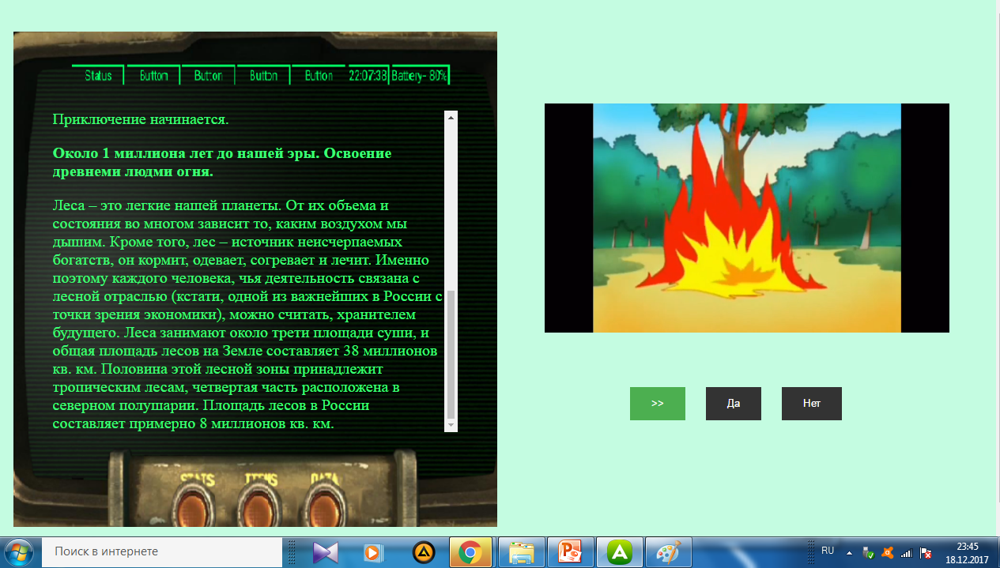 Status Button Button Button Button 22:07:38 Battery- 80%
Приключение начинается.
Около 1 миллиона лет до нашей эры. Освоение
древнеми людми огня.
Леса – это легкие нашей планеты. От их объема и
состояния во многом зависит то, каким воздухом мы
дышим. Кроме того, лес – источник неисчерпаемых
богатств, он кормит, одевает, согревает и лечит. Именно
поэтому каждого человека, чья деятельность связана с
лесной отраслью (кстати, одной из важнейших в России с
точки зрения экономики), можно считать, хранителем
будущего. Леса занимают около трети площади суши, и
общая площадь лесов на Земле составляет 38 миллионов
кв. км. Половина этой лесной зоны принадлежит
тропическим лесам, четвертая часть расположена в
северном полушарии. Площадь лесов в России
составляет примерно 8 миллионов кв. км.
STATS ITEMS DATA
>> Да Нет
Поиск в интернете
RU
23:45
18.12.2017